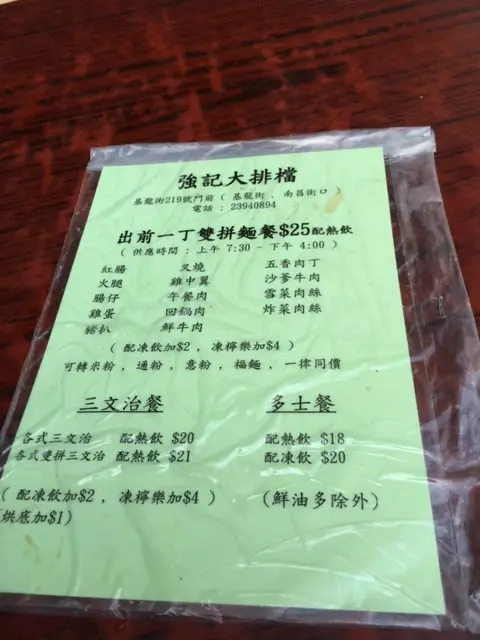 強記大排檔
基龍街219號門前 ( 基龍街 、 南昌街口 )
電話 : 23940894
出前一丁雙拼麵餐$25配熱飲
( 供應時間 : 上午 7:30 - 下午 4:00 )
紅腸 叉燒 五香肉丁
火腿 雞中翼 沙爹牛肉
腸仔 午餐肉 雪菜肉絲
雞蛋 回鍋肉 炸菜肉絲
豬扒 鮮牛肉
( 配凍飲加$2 , 凍檸樂加$4 )
可轉米粉 , 通粉 , 意粉 , 福麵 , 一律同價
三文治餐 多士餐
各式三文治 配熱飲 $20 配熱飲 $18
各式雙拼三文治 配熱飲 $21 配凍飲 $20
( 配凍飲加$2 , 凍檸樂加$4 ) (鮮油多除外)
(烘底加$1)